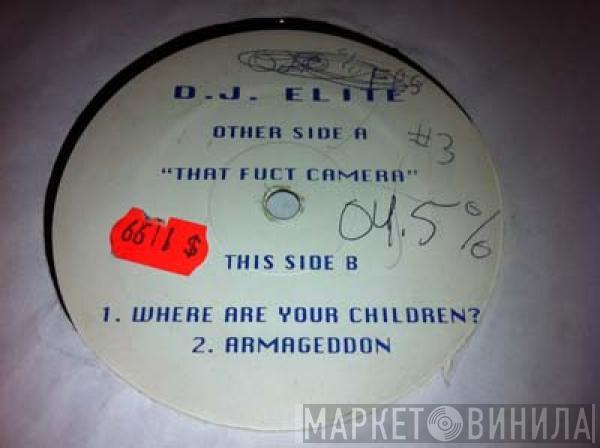 D.J. ELITE
OTHER SIDE A
#3
"THAT FUCT CAMERA"
04.5%
$ 11.99
THIS SIDE B
1. WHERE ARE YOUR CHILDREN?
2. ARMAGEDDON
МАРКЕТ ВИНИЛА